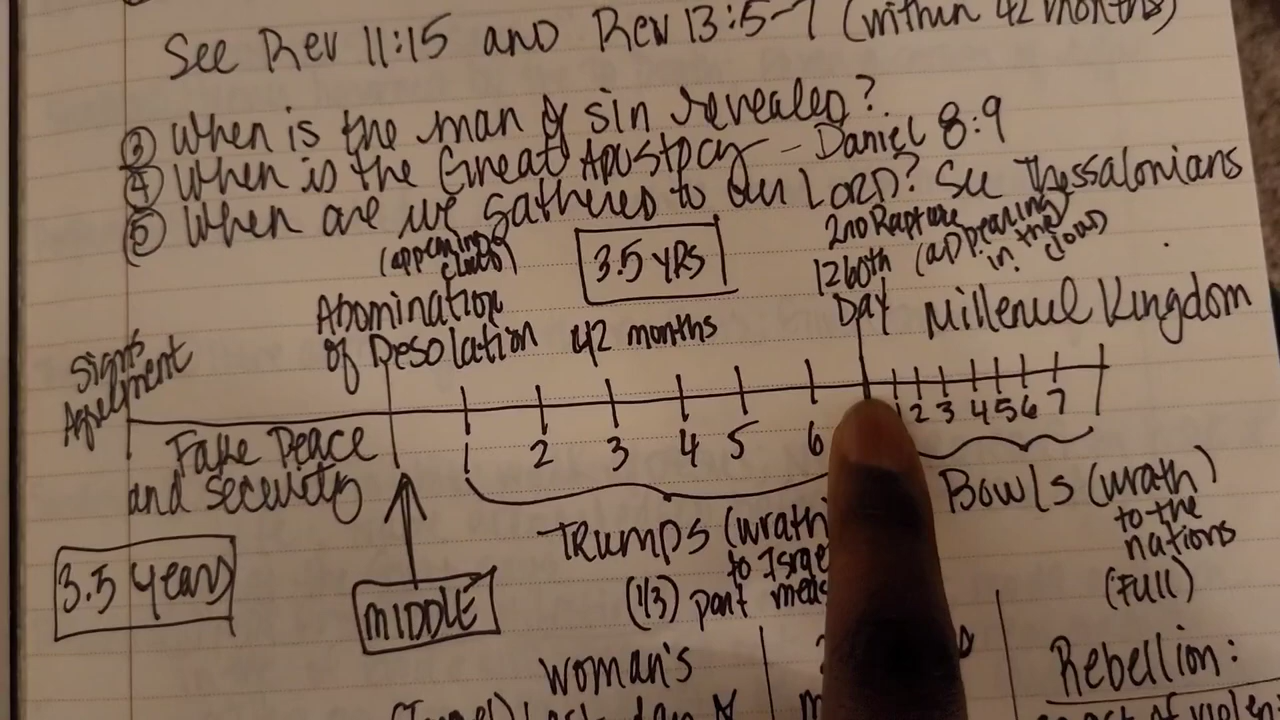 See Rev 11:15 and Rev 13:5-7 (within 42 months)
③ When is the man of sin revealed?
④ When is the Great Apostacy - Daniel 8:9
⑤ When are we gathered to our LORD? See Thessalonians
(appearing clouds)
3.5 YRS
2nd Rapture
1260th (appearing in the clouds)
Day
Millenuel Kingdom
Abomination
of Desolation 42 months
Signs
Agreement
1 2 3 4 5 6 1 2 3 4 5 6 7
Fake Peace
and security
TRUMPS (wrath
to Israe
(1/3) part meas
Bowls (wrath)
to the
nations
(Full)
3.5 years
MIDDLE
woman's
Rebellion: